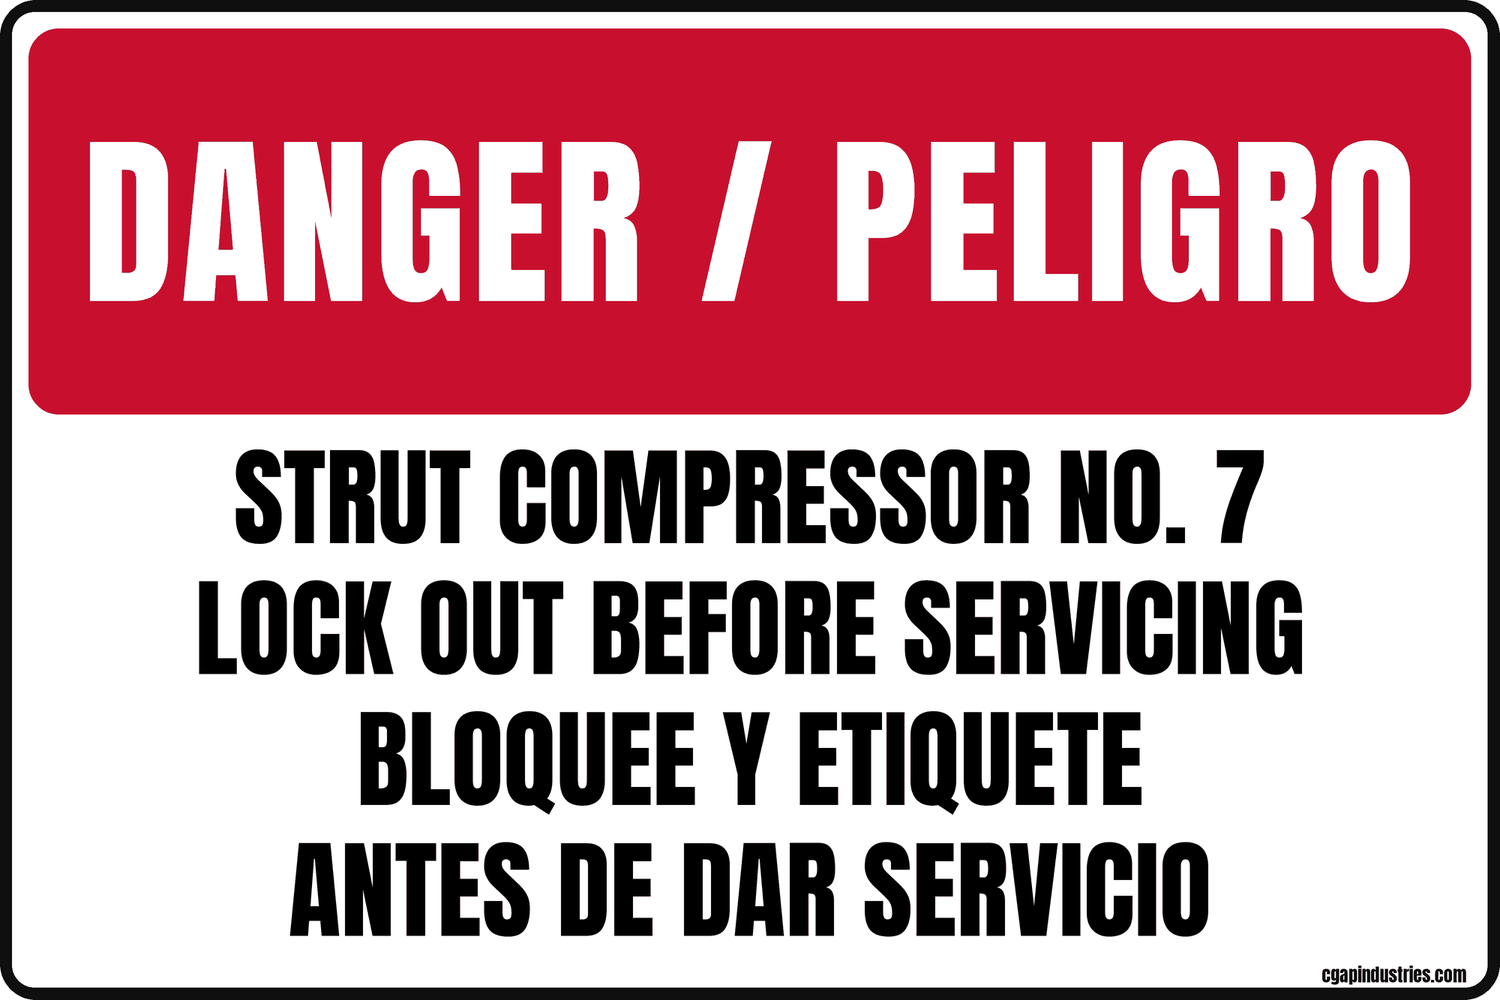 DANGER / PELIGRO
STRUT COMPRESSOR NO. 7
LOCK OUT BEFORE SERVICING
BLOQUEE Y ETIQUETE
ANTES DE DAR SERVICIO
cgapindustries.com